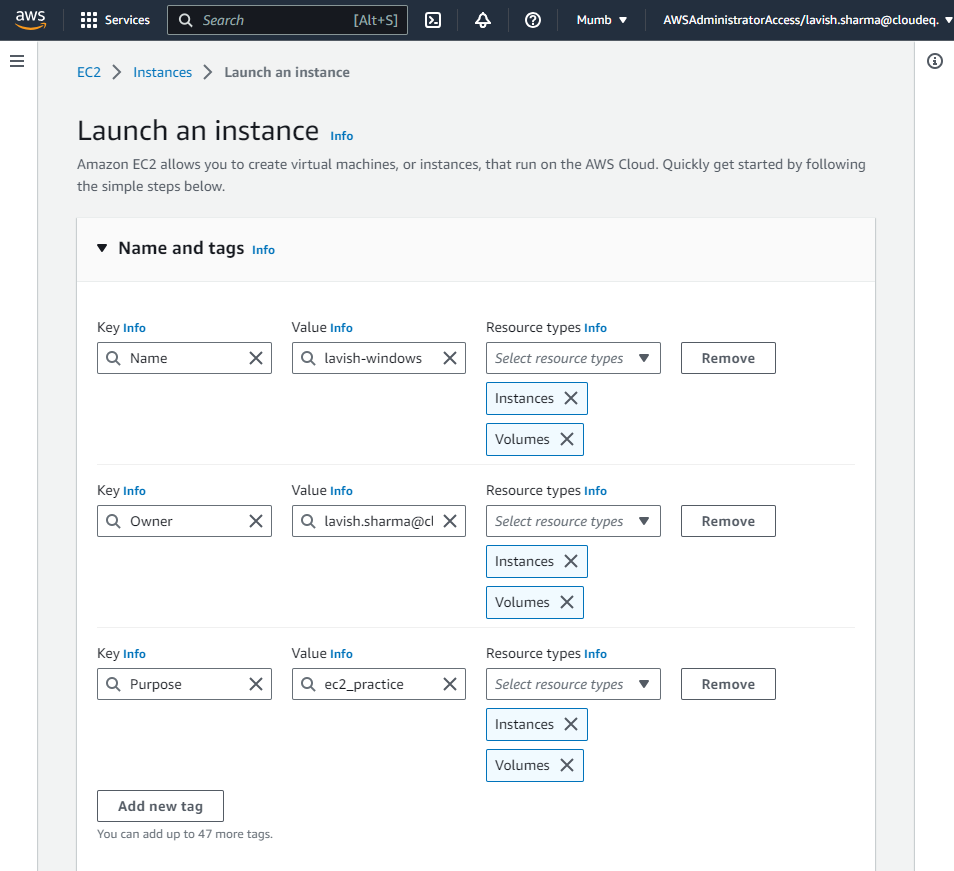 aws Services Search [Alt+S] Mumb AWSAdministratorAccess/lavish.sharma@cloudeq.
EC2 Instances Launch an instance
Launch an instance Info
Amazon EC2 allows you to create virtual machines, or instances, that run on the AWS Cloud. Quickly get started by following
the simple steps below.
Name and tags Info
Key Info Value Info Resource types Info
Name lavish-windows Select resource types Remove
Instances
Volumes
Key Info Value Info Resource types Info
Owner lavish.sharma@cl Select resource types Remove
Instances
Volumes
Key Info Value Info Resource types Info
Purpose ec2_practice Select resource types Remove
Instances
Volumes
Add new tag
You can add up to 47 more tags.